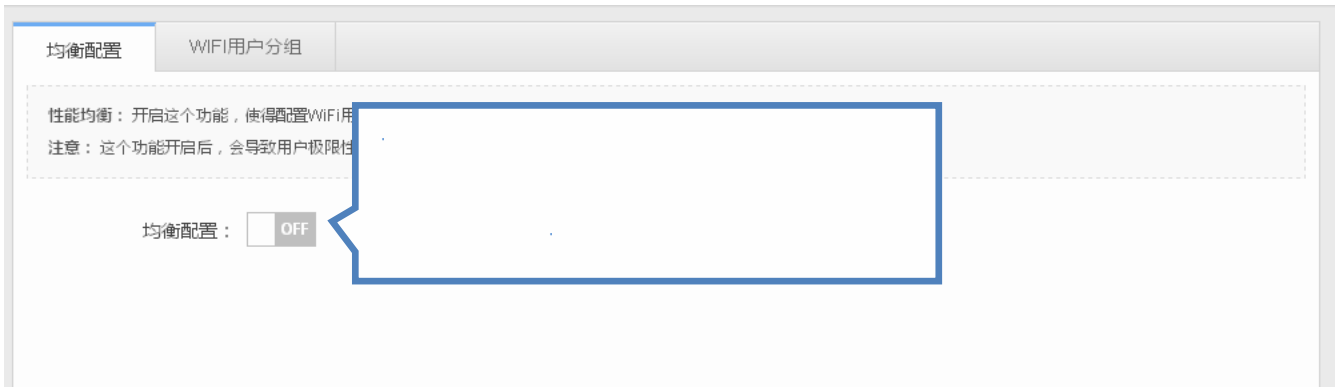 均衡配置
WIFI用户分组
性能均衡：开启这个功能，使得配置WiFi用
注意：这个功能开启后，会导致用户极限性
均衡配置：
OFF